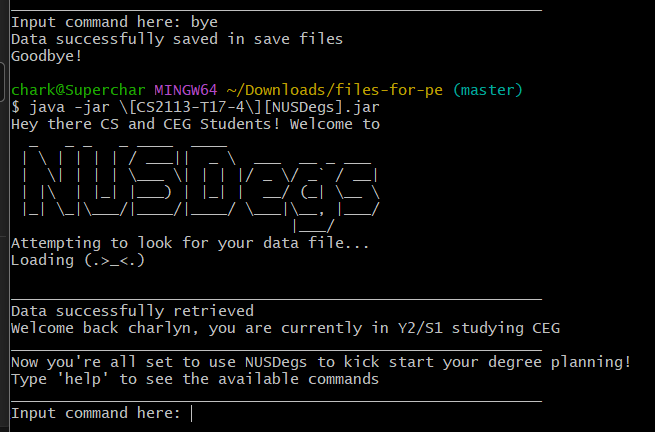 Input command here: bye
Data successfully saved in save files
Goodbye!
chark@Superchar MINGW64 ~/Downloads/files-for-pe (master)
$ java -jar \[CS2113-T17-4\][NUSDegs].jar
Hey there CS and CEG Students! Welcome to
NUSDegs
Attempting to look for your data file...
Loading (.>_<.)
Data successfully retrieved
Welcome back charlyn, you are currently in Y2/S1 studying CEG
Now you're all set to use NUSDegs to kick start your degree planning!
Type 'help' to see the available commands
Input command here: